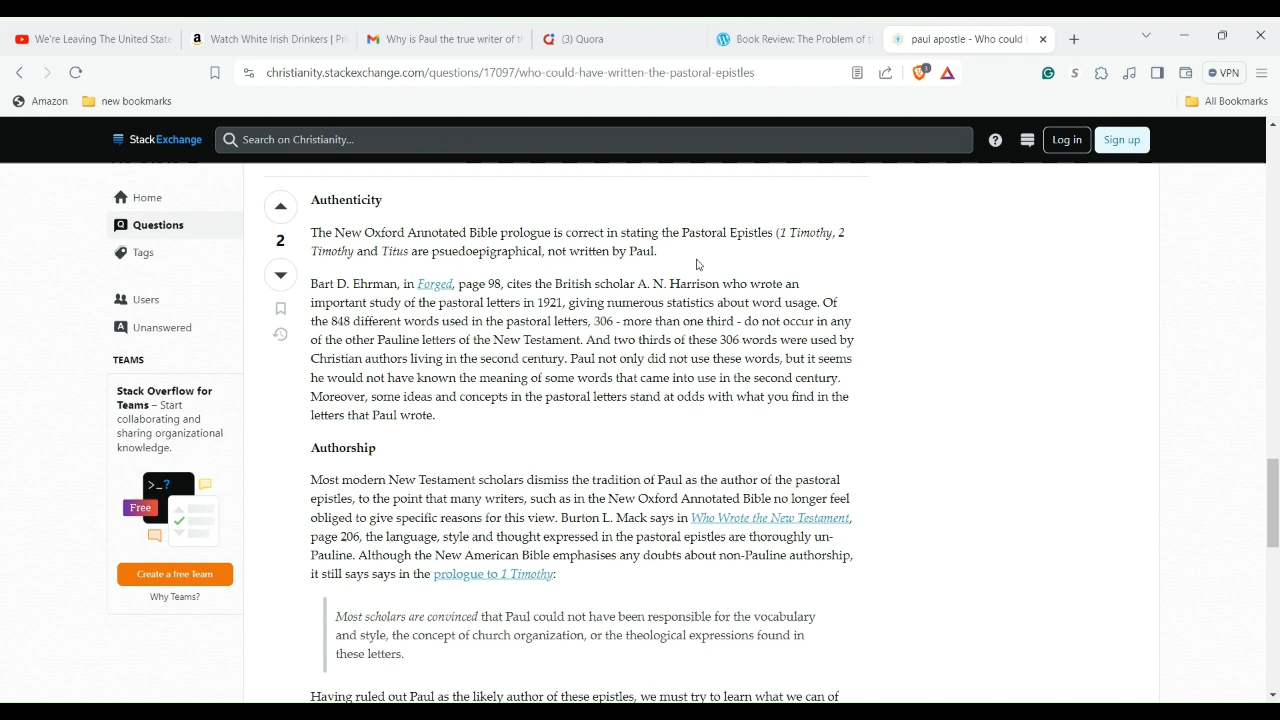 We're Leaving The United State
Watch White Irish Drinkers | Pri
Why is Paul the true writer of t
(3) Quora
Book Review: The Problem of t
paul apostle - Who could
christianity.stackexchange.com/questions/17097/who-could-have-written-the-pastoral-epistles
3
VPN
Amazon
new bookmarks
All Bookmarks
StackExchange
Search on Christianity…
Log in
Sign up
Home
Questions
Tags
Users
Unanswered
TEAMS
Stack Overflow for
Teams – Start
collaborating and
sharing organizational
knowledge.
>_?
Free
Create a free Team
Why Teams?
2
Authenticity
The New Oxford Annotated Bible prologue is correct in stating the Pastoral Epistles (1 Timothy, 2
Timothy and Titus are psuedoepigraphical, not written by Paul.
Bart D. Ehrman, in Forged, page 98, cites the British scholar A. N. Harrison who wrote an
important study of the pastoral letters in 1921, giving numerous statistics about word usage. Of
the 848 different words used in the pastoral letters, 306 - more than one third - do not occur in any
of the other Pauline letters of the New Testament. And two thirds of these 306 words were used by
Christian authors living in the second century. Paul not only did not use these words, but it seems
he would not have known the meaning of some words that came into use in the second century.
Moreover, some ideas and concepts in the pastoral letters stand at odds with what you find in the
letters that Paul wrote.
Authorship
Most modern New Testament scholars dismiss the tradition of Paul as the author of the pastoral
epistles, to the point that many writers, such as in the New Oxford Annotated Bible no longer feel
obliged to give specific reasons for this view. Burton L. Mack says in Who Wrote the New Testament,
page 206, the language, style and thought expressed in the pastoral epistles are thoroughly un-
Pauline. Although the New American Bible emphasises any doubts about non-Pauline authorship,
it still says says in the prologue to 1 Timothy:
Most scholars are convinced that Paul could not have been responsible for the vocabulary
and style, the concept of church organization, or the theological expressions found in
these letters.
Having ruled out Paul as the likely author of these epistles, we must try to learn what we can of